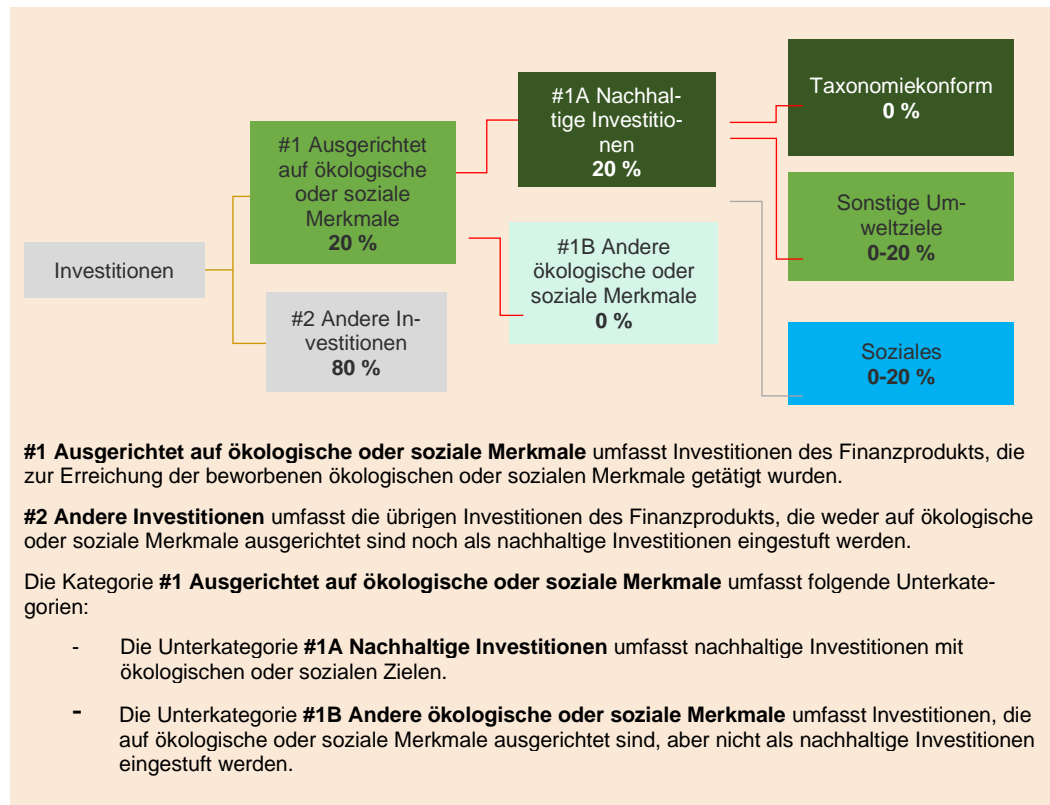 Investitionen
#1 Ausgerichtet
auf ökologische
oder soziale
Merkmale
20 %
#2 Andere In-
vestitionen
80 %
#1A Nachhal-
tige Investitio-
nen
20 %
#1B Andere
ökologische oder
soziale Merkmale
0 %
Taxonomiekonform
0 %
Sonstige Um-
weltziele
0-20 %
Soziales
0-20 %
#1 Ausgerichtet auf ökologische oder soziale Merkmale umfasst Investitionen des Finanzprodukts, die
zur Erreichung der beworbenen ökologischen oder sozialen Merkmale getätigt wurden.
#2 Andere Investitionen umfasst die übrigen Investitionen des Finanzprodukts, die weder auf ökologische
oder soziale Merkmale ausgerichtet sind noch als nachhaltige Investitionen eingestuft werden.
Die Kategorie #1 Ausgerichtet auf ökologische oder soziale Merkmale umfasst folgende Unterkate-
gorien:
- Die Unterkategorie #1A Nachhaltige Investitionen umfasst nachhaltige Investitionen mit
ökologischen oder sozialen Zielen.
- Die Unterkategorie #1B Andere ökologische oder soziale Merkmale umfasst Investitionen, die
auf ökologische oder soziale Merkmale ausgerichtet sind, aber nicht als nachhaltige Investitionen
eingestuft werden.